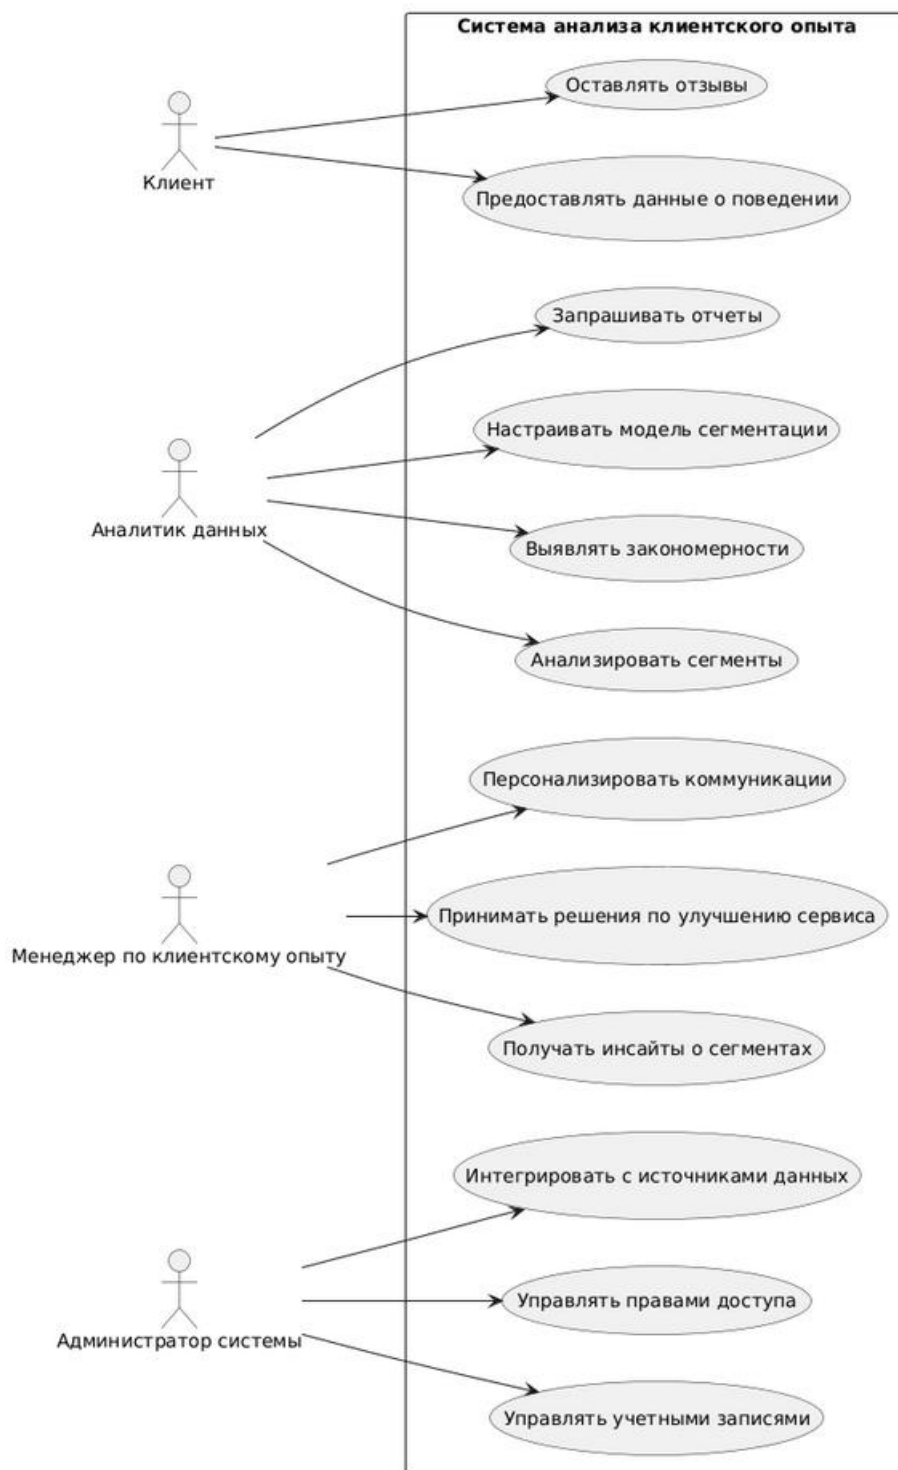 Система анализа клиентского опыта
Оставлять отзывы
Клиент
Предоставлять данные о поведении
Запрашивать отчеты
Настраивать модель сегментации
Аналитик данных
Выявлять закономерности
Анализировать сегменты
Персонализировать коммуникации
Принимать решения по улучшению сервиса
Менеджер по клиентскому опыту
Получать инсайты о сегментах
Интегрировать с источниками данных
Управлять правами доступа
Администратор системы
Управлять учетными записями